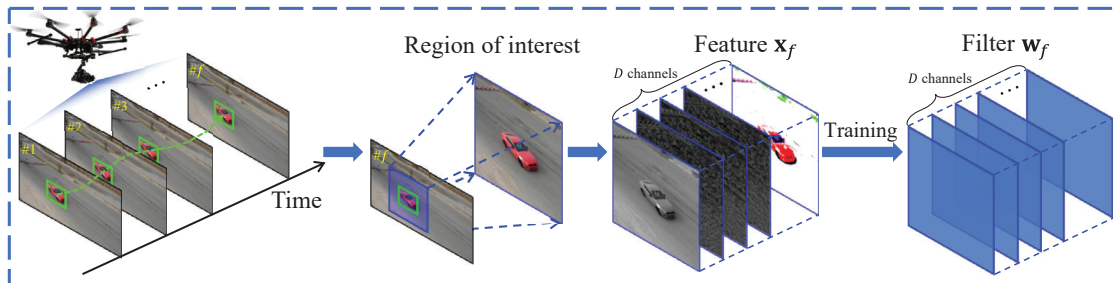 #1
#2
#3
...
#f
Time
Region of interest
#f
Feature x_f
D channels
...
Training
Filter w_f
D channels
...